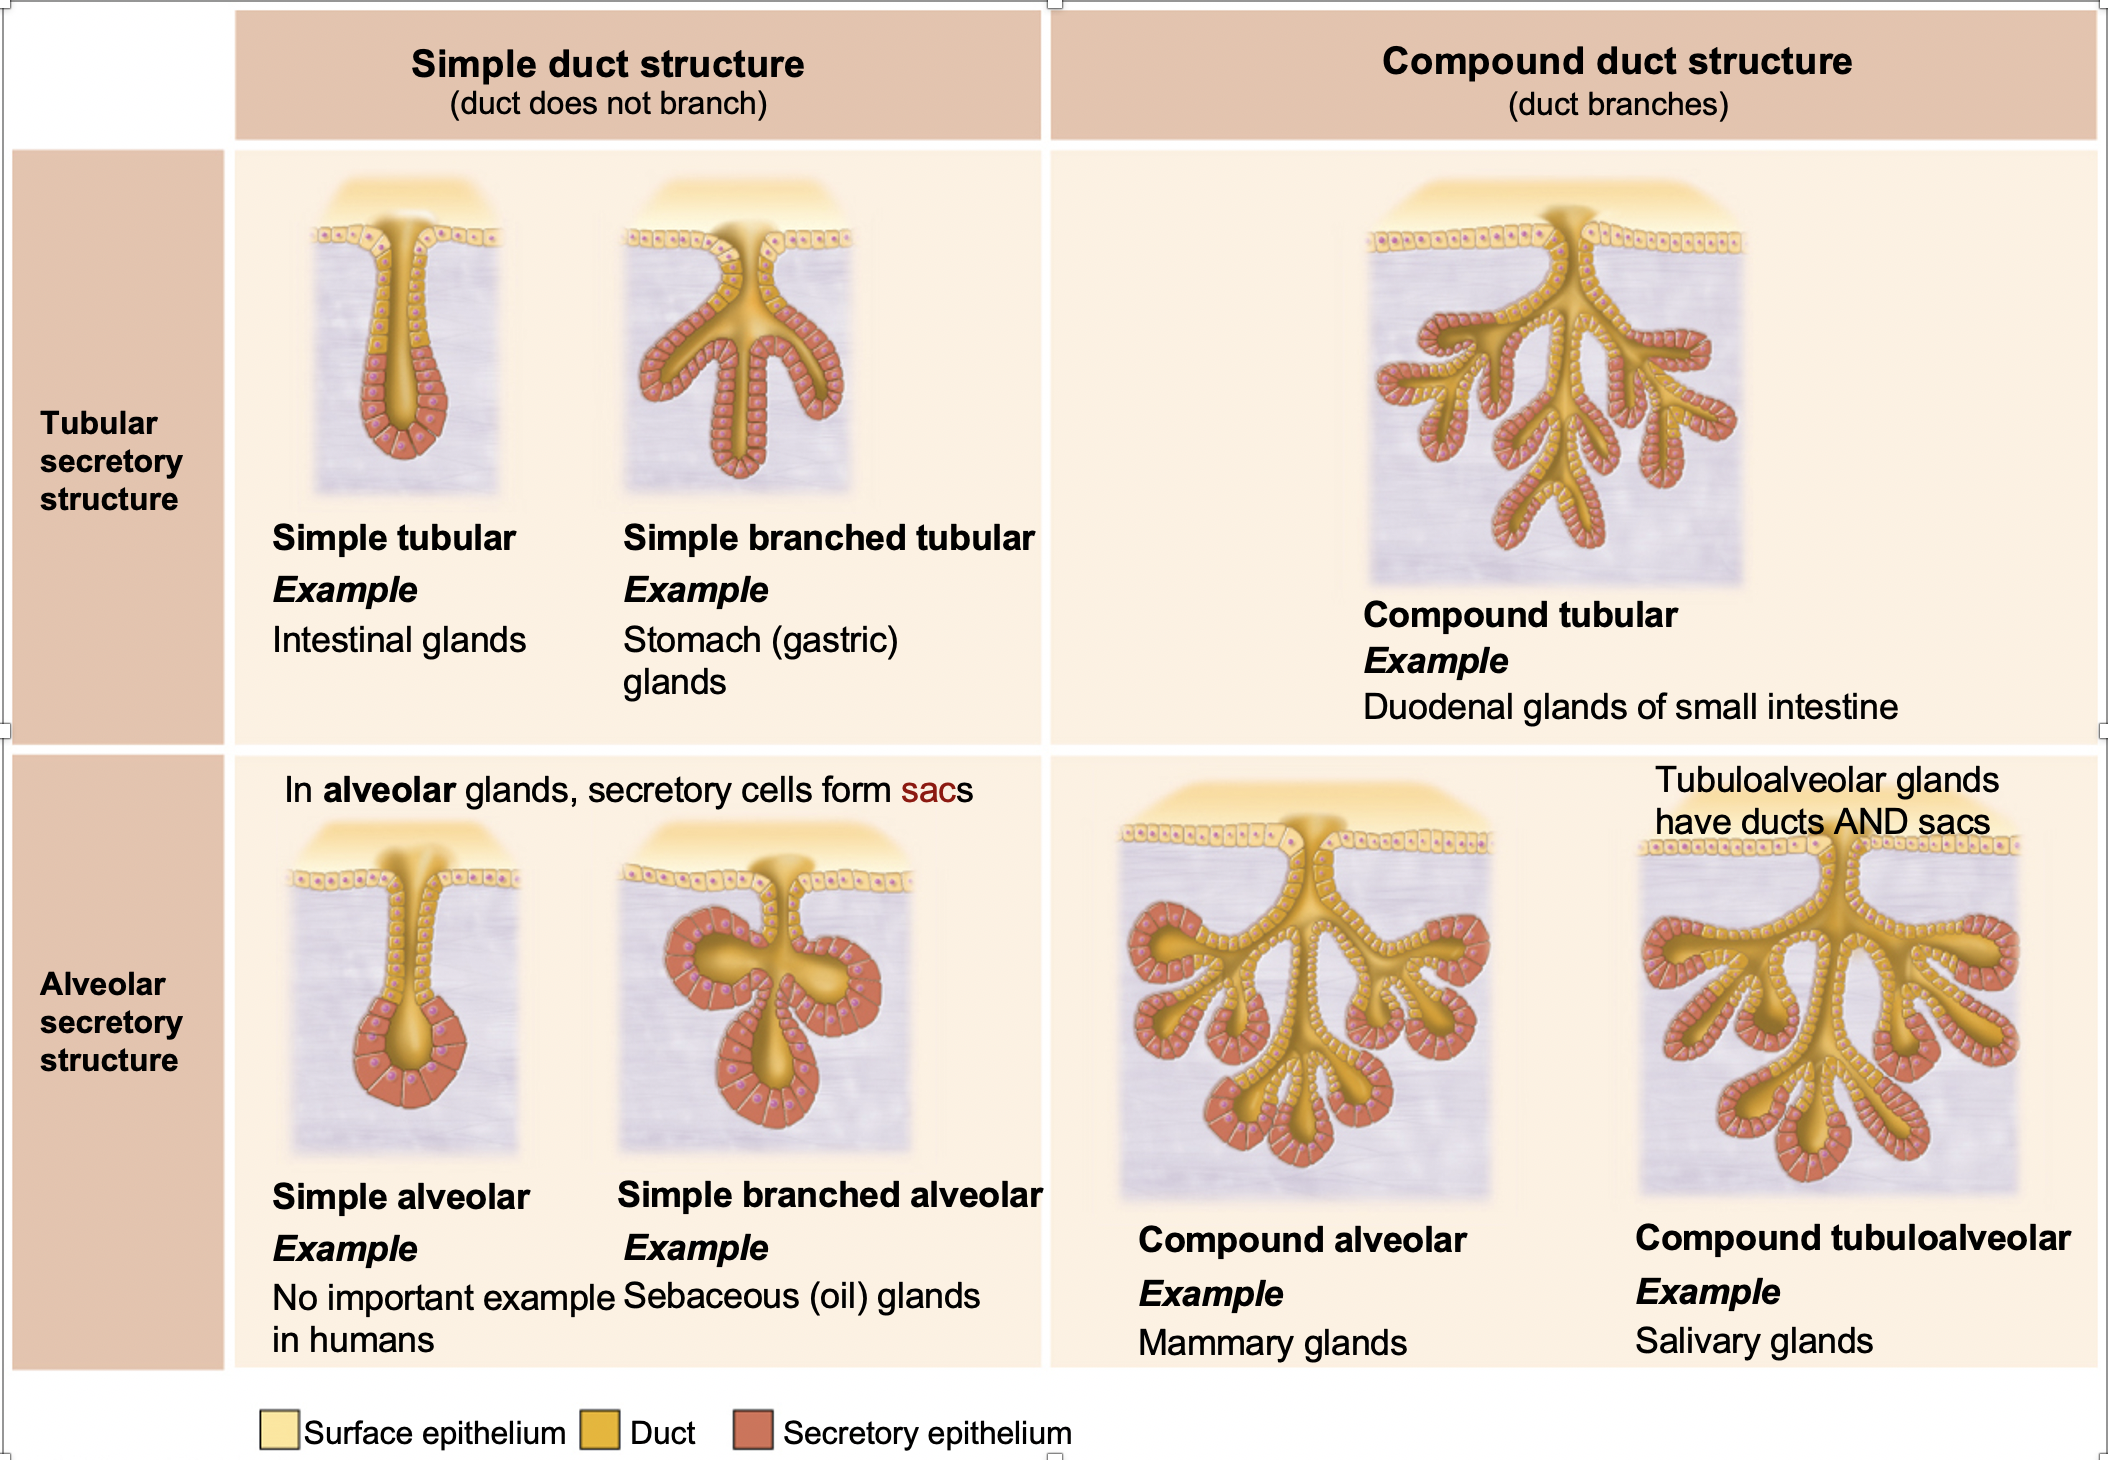 Simple duct structure
(duct does not branch)
Compound duct structure
(duct branches)
Tubular
secretory
structure
Simple tubular
Example
Intestinal glands
Simple branched tubular
Example
Stomach (gastric)
glands
Compound tubular
Example
Duodenal glands of small intestine
Alveolar
secretory
structure
In alveolar glands, secretory cells form sacs
Simple alveolar
Example
No important example
in humans
Simple branched alveolar
Example
Sebaceous (oil) glands
Compound alveolar
Example
Mammary glands
Tubuloalveolar glands
have ducts AND sacs
Compound tubuloalveolar
Example
Salivary glands
Surface epithelium
Duct
Secretory epithelium